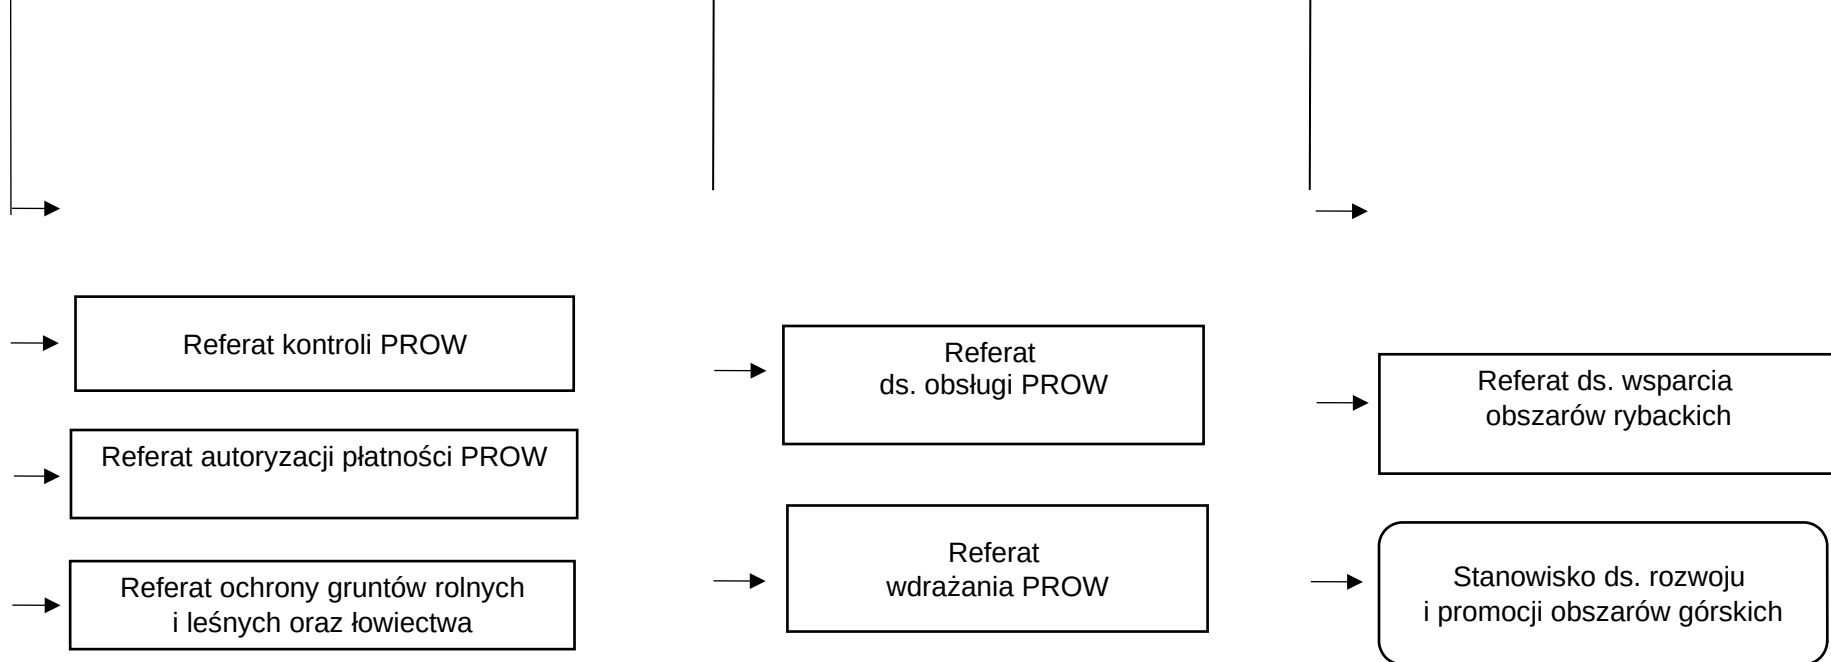 Referat kontroli PROW
Referat autoryzacji płatności PROW
Referat ochrony gruntów rolnych
i leśnych oraz łowiectwa
Referat
ds. obsługi PROW
Referat
wdrażania PROW
Referat ds. wsparcia
obszarów rybackich
Stanowisko ds. rozwoju
i promocji obszarów górskich